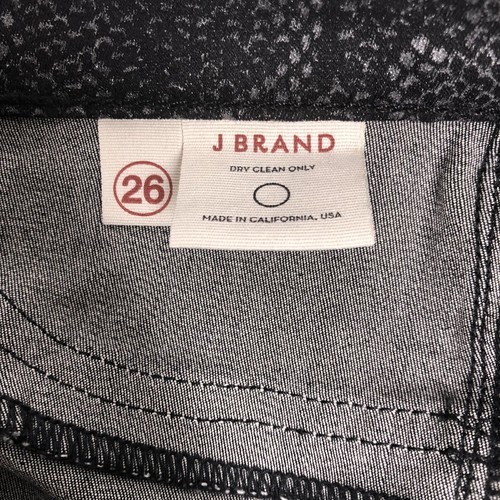 26
J BRAND
DRY CLEAN ONLY
MADE IN CALIFORNIA, USA